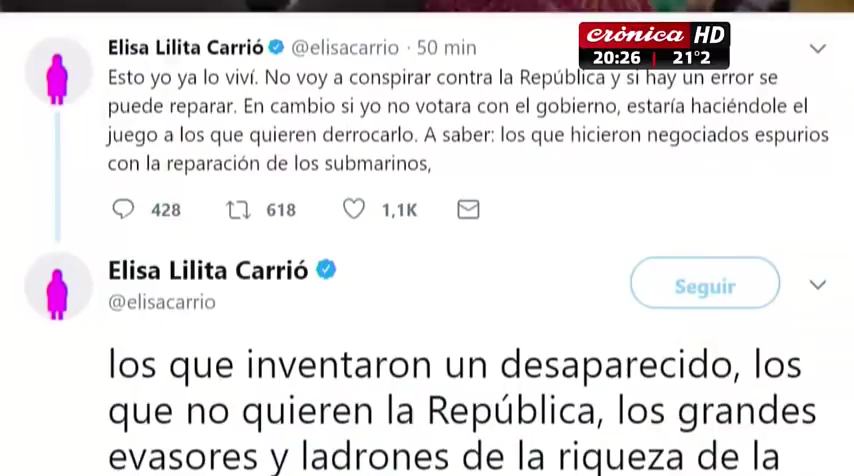 crónica HD
20:26 21°2
Elisa Lilita Carrió @elisacarrio · 50 min
Esto yo ya lo viví. No voy a conspirar contra la República y si hay un error se
puede reparar. En cambio si yo no votara con el gobierno, estaría haciéndole el
juego a los que quieren derrocarlo. A saber: los que hicieron negociados espurios
con la reparación de los submarinos,
428 618 1,1K
Elisa Lilita Carrió
@elisacarrio
Seguir
los que inventaron un desaparecido, los
que no quieren la República, los grandes
evasores y ladrones de la riqueza de la